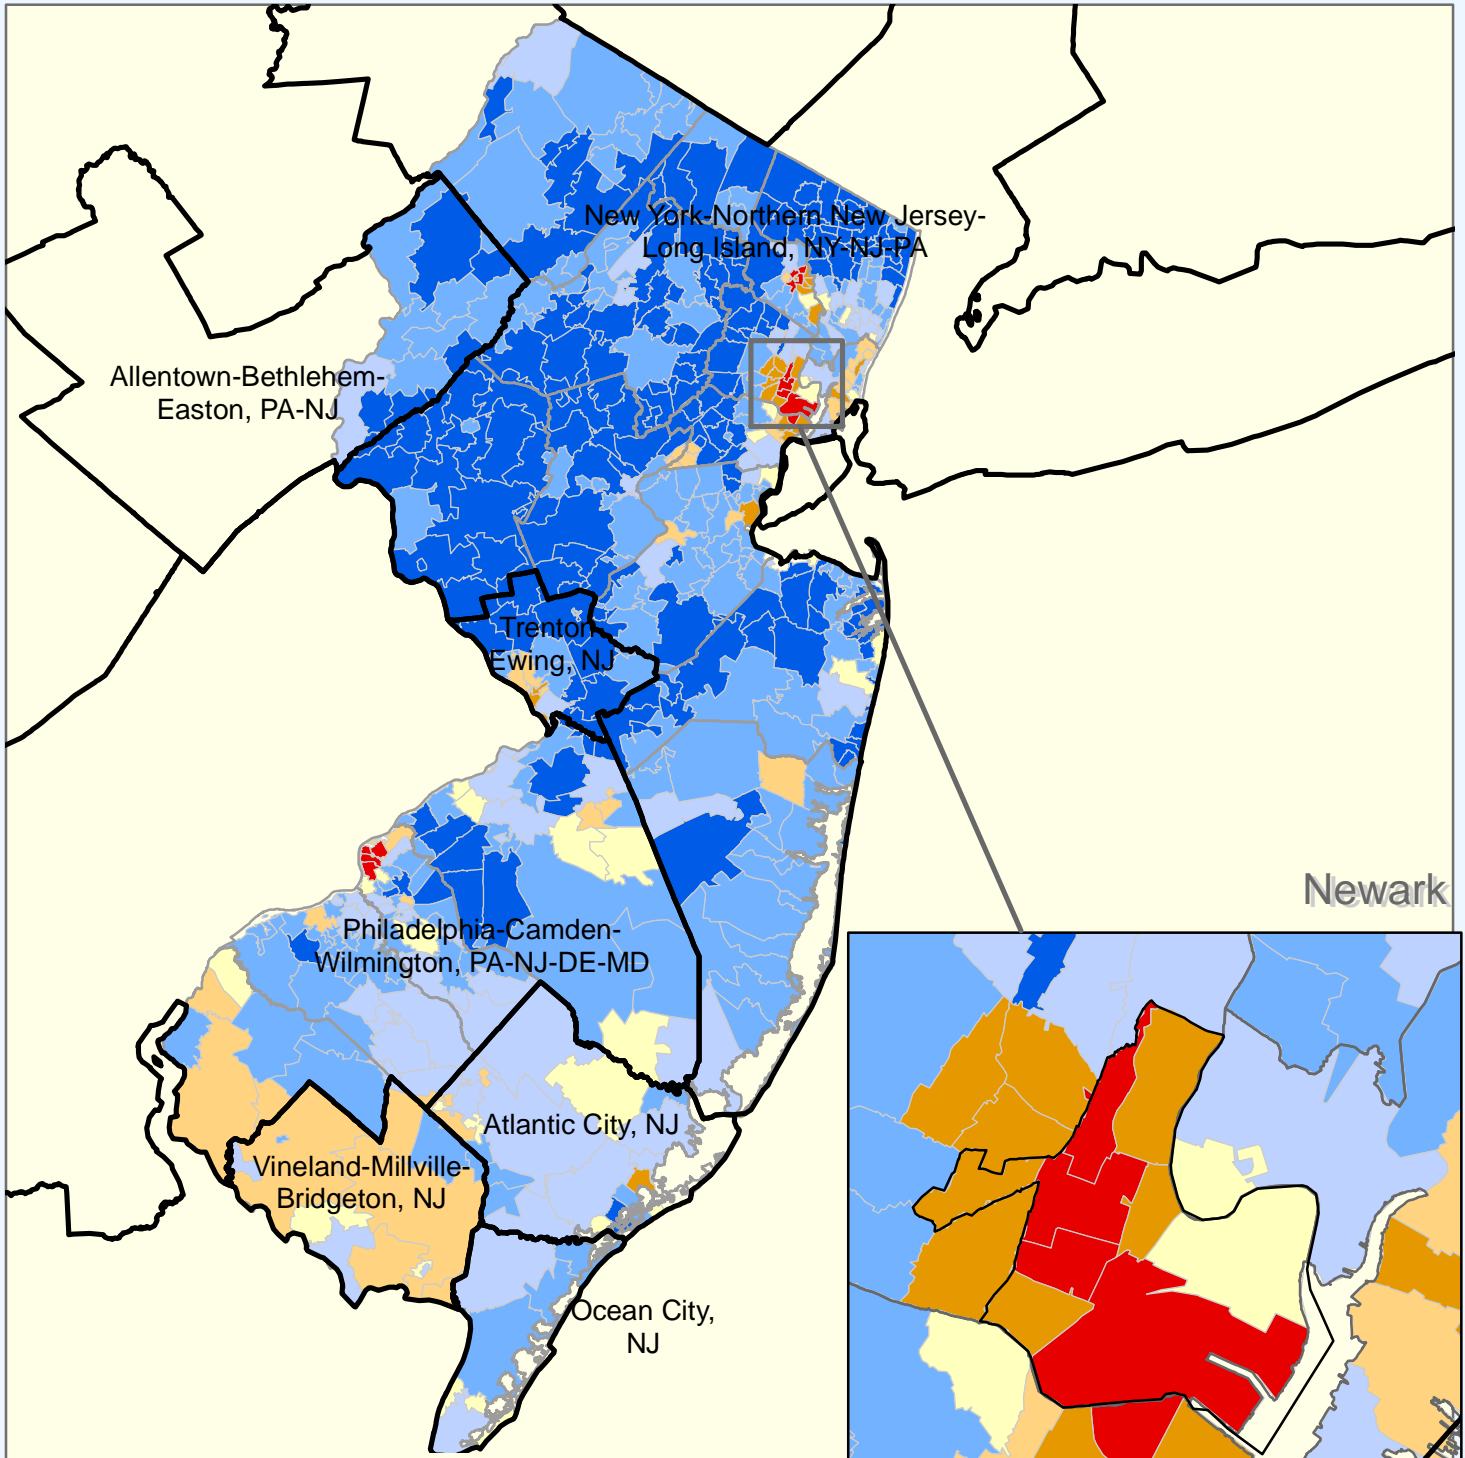 New York-Northern New Jersey-
Long Island, NY-NJ-PA
Allentown-Bethlehem-
Easton, PA-NJ
Trenton-
Ewing, NJ
Newark
Philadelphia-Camden-
Wilmington, PA-NJ-DE-MD
Atlantic City, NJ
Vineland-Millville-
Bridgeton, NJ
Ocean City,
NJ